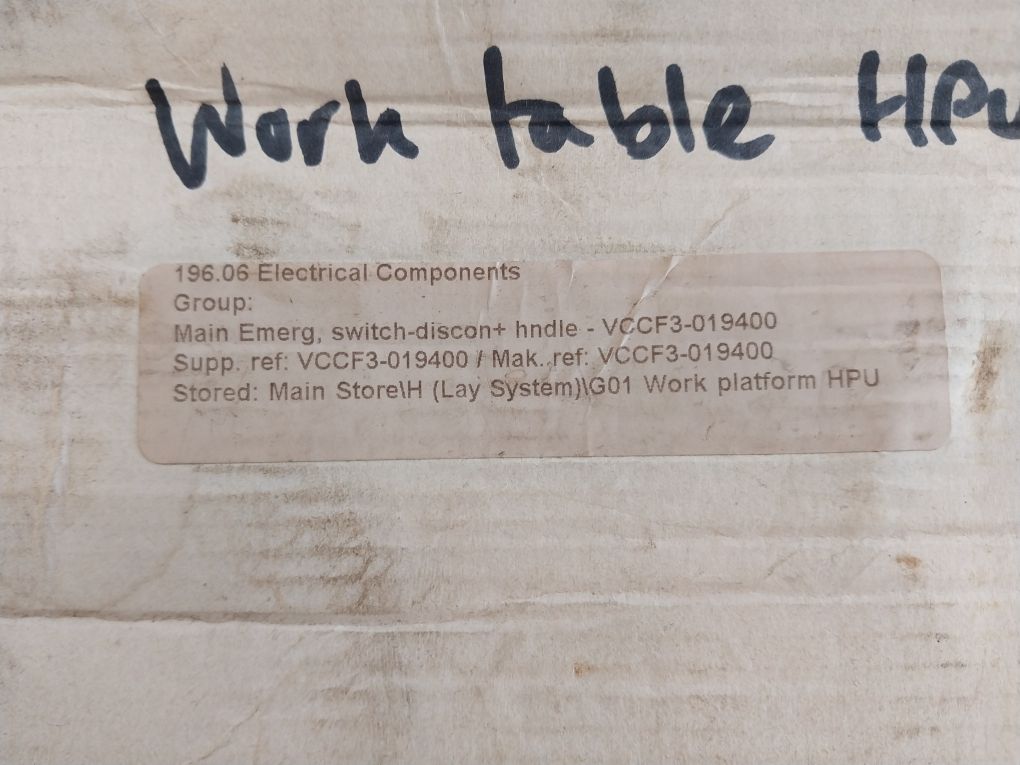 Work table HPU
196.06 Electrical Components
Group:
Main Emerg, switch-discon+ hndle - VCCF3-019400
Supp. ref: VCCF3-019400 / Mak. ref: VCCF3-019400
Stored: Main Store\H (Lay System)\G01 Work platform HPU